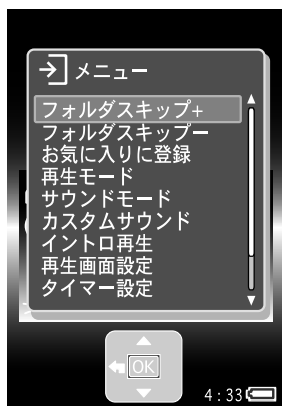 メニュー
フォルダスキップ+
フォルダスキップー
お気に入りに登録
再生モード
サウンドモード
カスタムサウンド
イントロ再生
再生画面設定
タイマー設定
OK
4:33